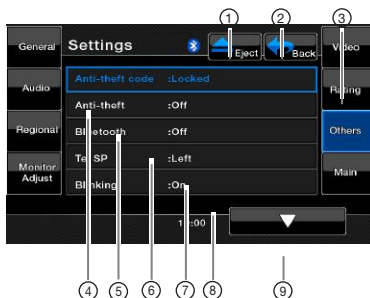 ① ② ③
General Settings Eject Back Video
Audio Anti-theft code :Locked Rating
Anti-theft :Off
Regional Bluetooth :Off Others
Tel SP :Left
Monitor Adjust Blinking :On Main
④ ⑤ ⑥ ⑦ ⑧ ⑨